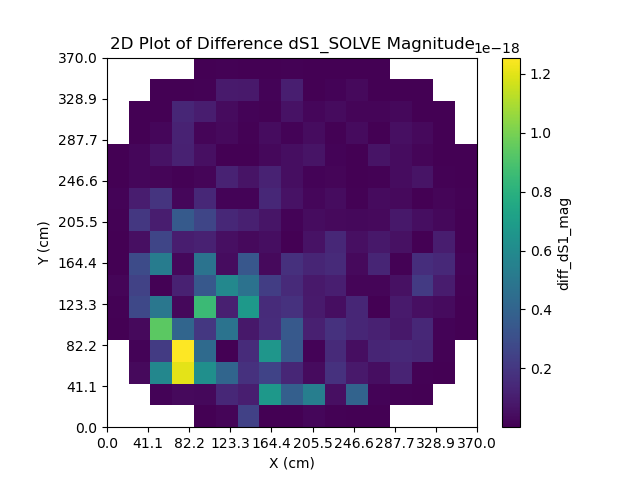 2D Plot of Difference dS1_SOLVE Magnitude
1e−18
370.0
328.9
287.7
246.6
205.5
164.4
123.3
82.2
41.1
0.0
Y (cm)
0.0 41.1 82.2 123.3 164.4 205.5 246.6 287.7 328.9 370.0
X (cm)
1.2
1.0
0.8
0.6
0.4
0.2
diff_dS1_mag